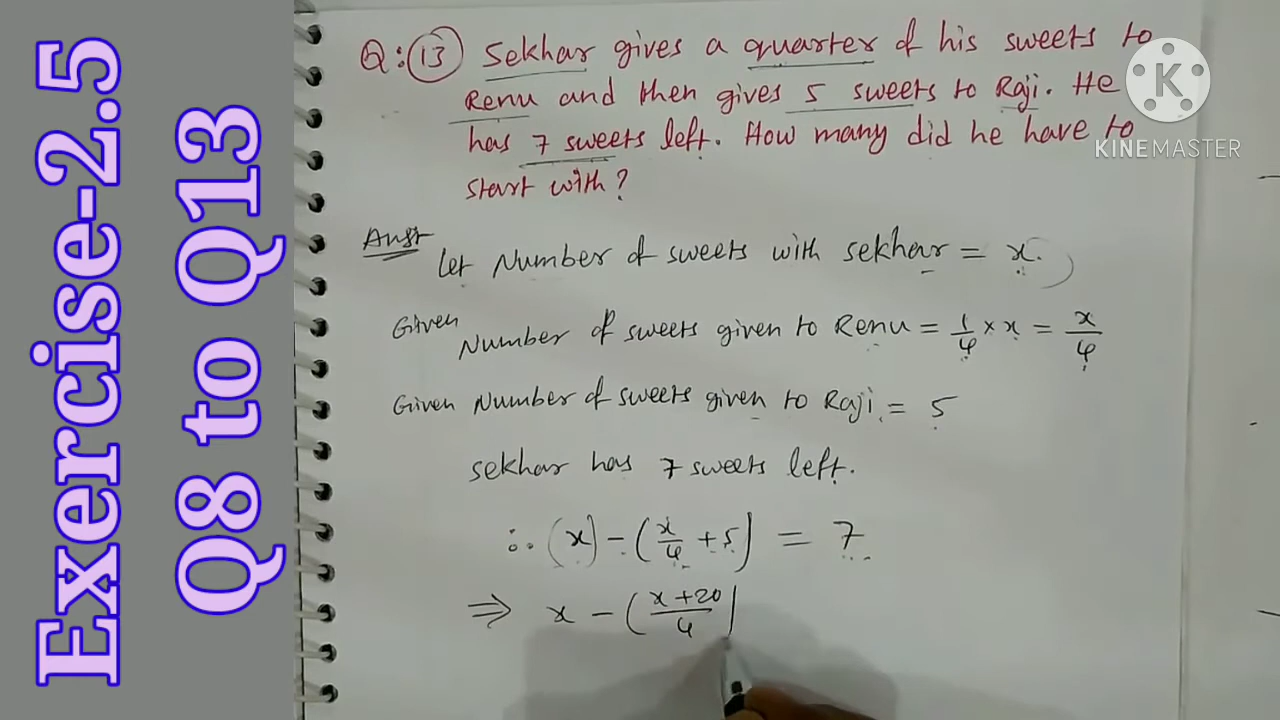 Exercise-2.5
Q8 to Q13
Q:13 Sekhar gives a quarter of his sweets to
Renu and then gives 5 sweets to Raji. He
has 7 sweets left. How many did he have to
start with?
K
KINEMASTER
Ans:
Let Number of sweets with sekhar = x.
Given Number of sweets given to Renu = 1/4 × x = x/4
Given Number of sweets given to Raji = 5
sekhar has 7 sweets left.
∴ (x) - (x/4 + 5) = 7
⇒ x - (x+20/4)